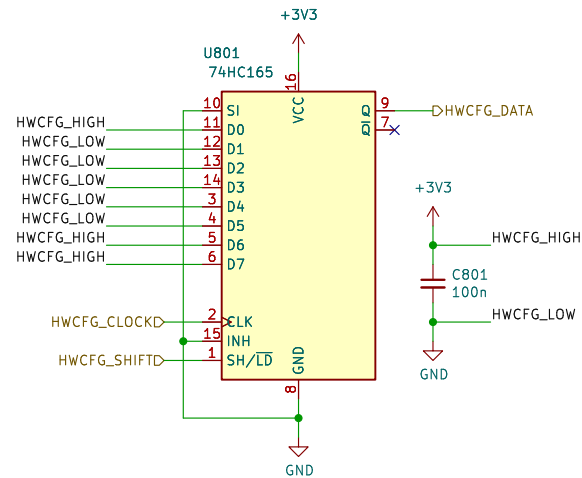 +3V3
U801
74HC165
16
VCC
10 SI
Q 9 HWCFG_DATA
HWCFG_HIGH 11 D0
Q 7
HWCFG_LOW 12 D1
HWCFG_LOW 13 D2
HWCFG_LOW 14 D3
HWCFG_LOW 3 D4
HWCFG_LOW 4 D5
HWCFG_HIGH 5 D6
HWCFG_HIGH 6 D7
HWCFG_CLOCK 2 CLK
15 INH
HWCFG_SHIFT 1 SH/LD
GND
8
GND
+3V3
HWCFG_HIGH
C801
100n
HWCFG_LOW
GND